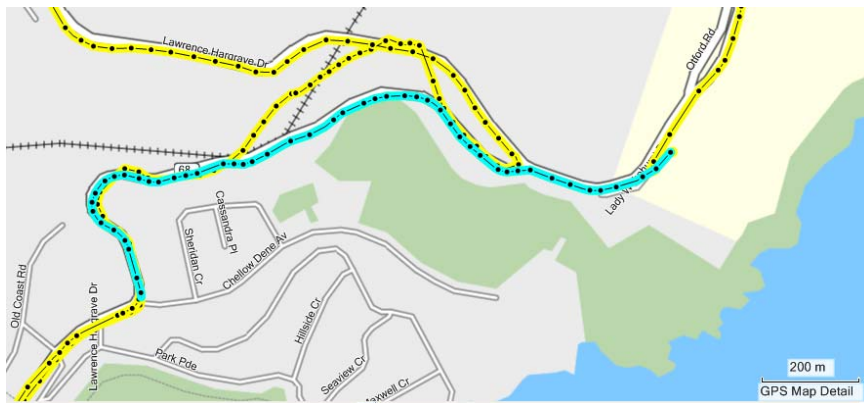 Lawrence Hargrave Dr
Otford Rd
68
Cassandra Pl
Sheridan Cr
Chellow Dene Av
Old Coast Rd
Lawrence Hargrave Dr
Hillside Cr
Park Pde
Seaview Cr
Maxwell Cr
200 m
GPS Map Detail